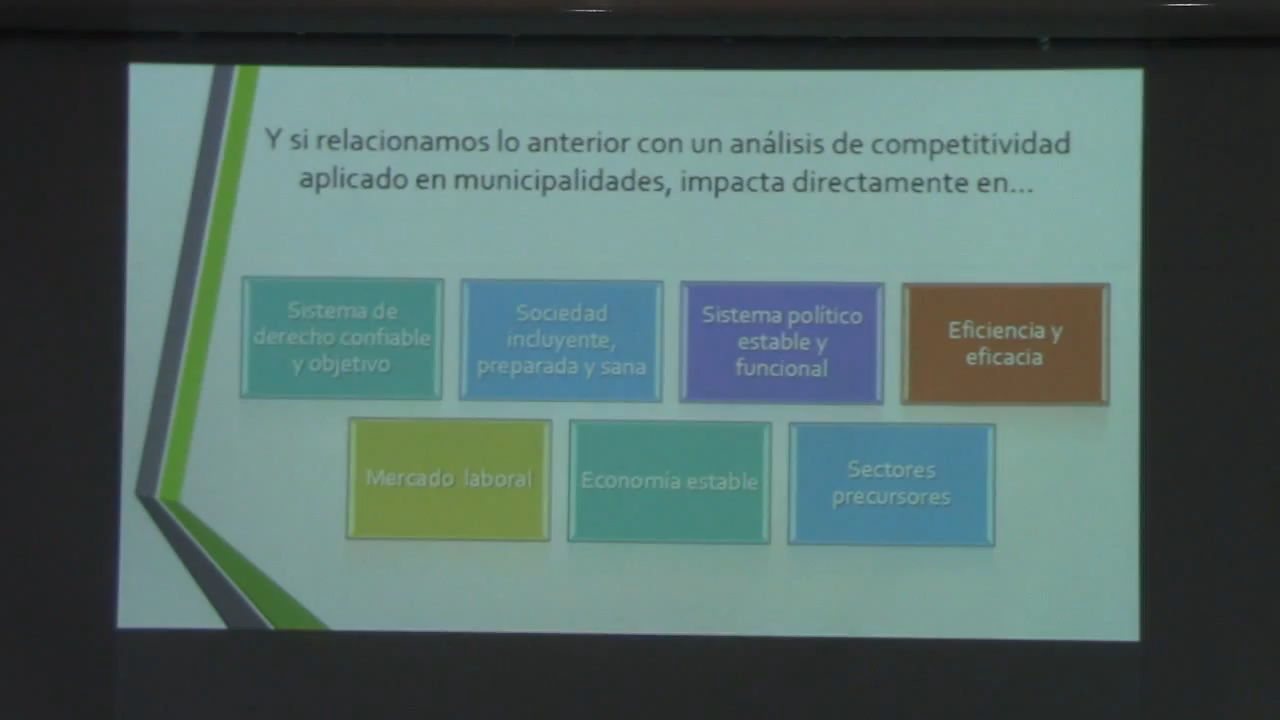 Y si relacionamos lo anterior con un análisis de competitividad
aplicado en municipalidades, impacta directamente en...
Sistema de
derecho confiable
y objetivo
Sociedad
incluyente,
preparada y sana
Sistema político
estable y
funcional
Eficiencia y
eficacia
Mercado laboral
Economía estable
Sectores
precursores